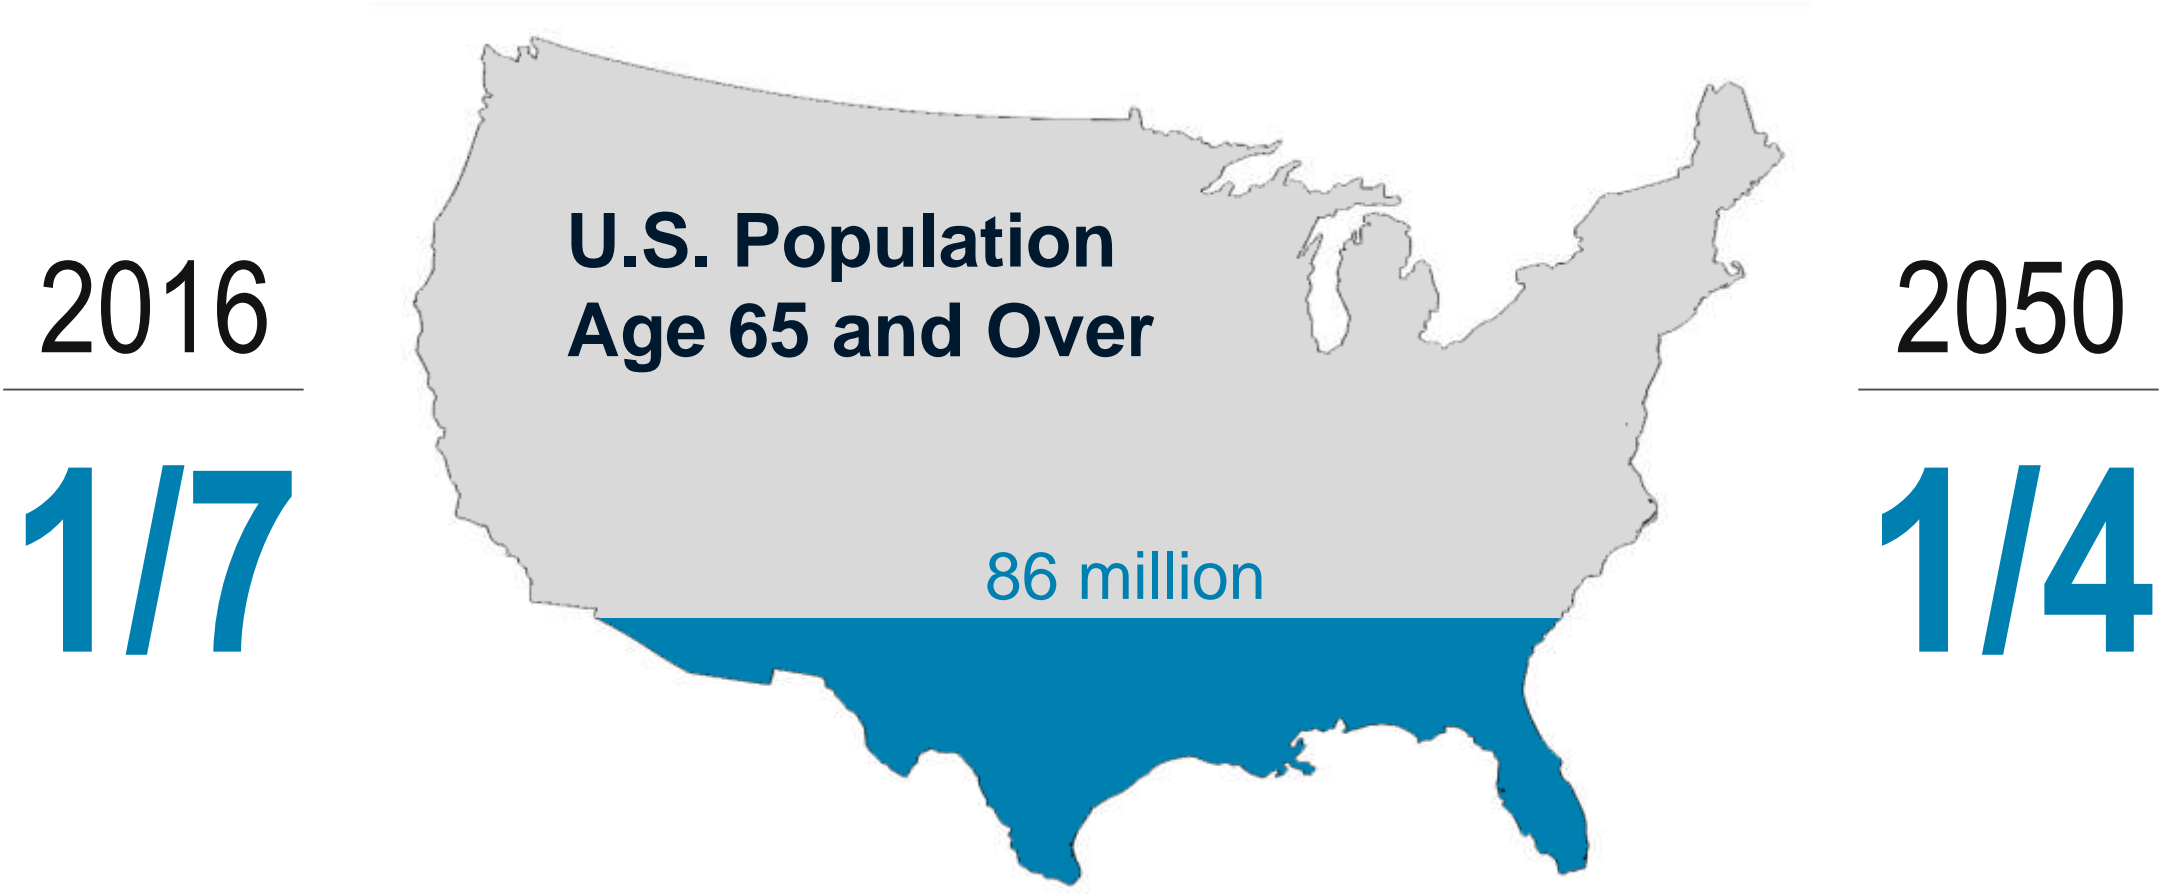 2016
1/7
U.S. Population
Age 65 and Over
86 million
2050
1/4